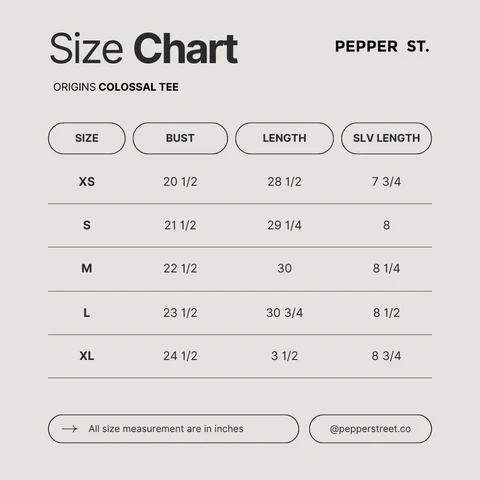 Size Chart
PEPPER ST.
ORIGINS COLOSSAL TEE
SIZE BUST LENGTH SLV LENGTH
XS 20 1/2 28 1/2 7 3/4
S 21 1/2 29 1/4 8
M 22 1/2 30 8 1/4
L 23 1/2 30 3/4 8 1/2
XL 24 1/2 3 1/2 8 3/4
→ All size measurement are in inches
@pepperstreet.co